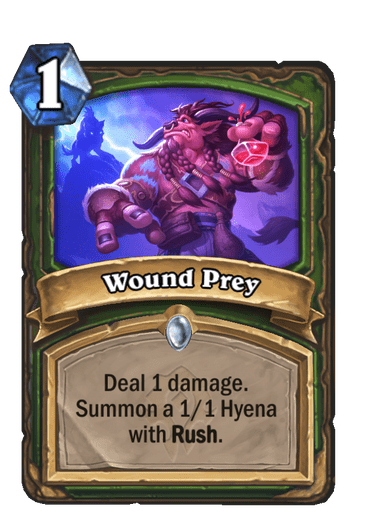 1
Wound Prey
Deal 1 damage.
Summon a 1/1 Hyena
with Rush.